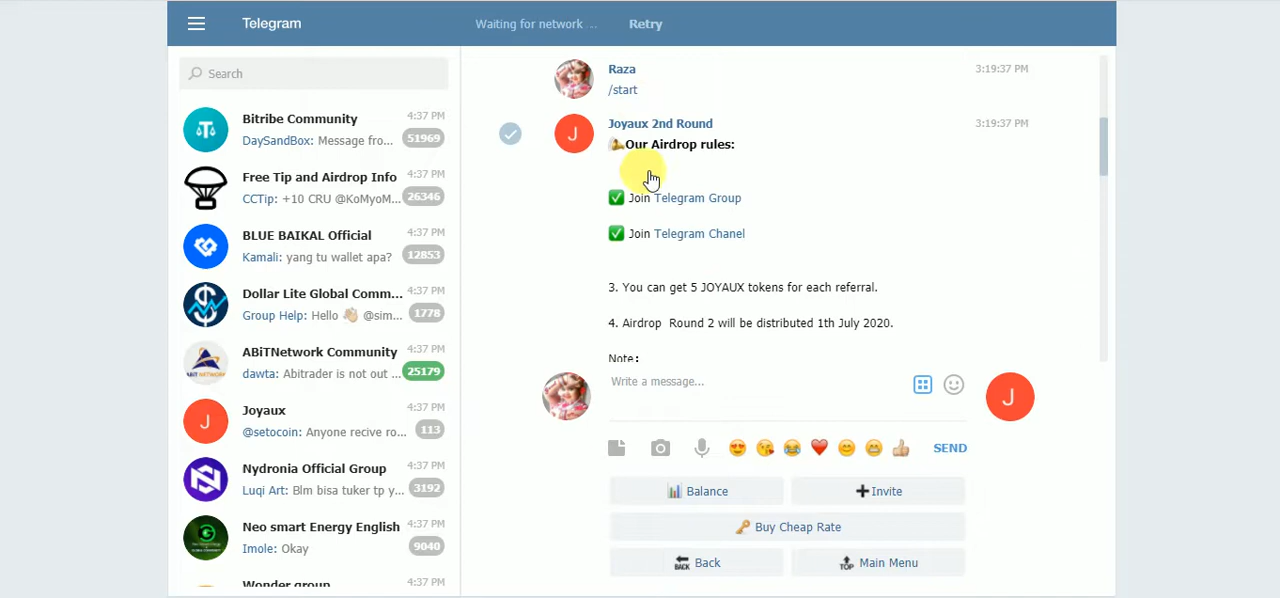 Telegram
Waiting for network ...
Retry
Search
Bitribe Community 4:37 PM
DaySandBox: Message fro... 51969
Free Tip and Airdrop Info 4:37 PM
CCTip: +10 CRU @KoMyoM... 26346
BLUE BAIKAL Official 4:37 PM
Kamali: yang tu wallet apa? 12853
Dollar Lite Global Comm... 4:37 PM
Group Help: Hello 👋🏼 @sim... 1778
ABiTNetwork Community 4:37 PM
dawta: Abitrader is not out ... 25179
Joyaux 4:37 PM
@setocoin: Anyone recive ro... 113
Nydronia Official Group 4:37 PM
Luqi Art: Blm bisa tuker tp y... 3192
Neo smart Energy English 4:37 PM
Imole: Okay 9040
Wonder group 4:37 PM
Raza 3:19:37 PM
/start
J
Joyaux 2nd Round 3:19:37 PM
Our Airdrop rules:
✅ Join Telegram Group
✅ Join Telegram Chanel
3. You can get 5 JOYAUX tokens for each referral.
4. Airdrop Round 2 will be distributed 1th July 2020.
Note:
Write a message...
J
SEND
📊 Balance
➕Invite
🔑 Buy Cheap Rate
🔙 Back
🔝 Main Menu